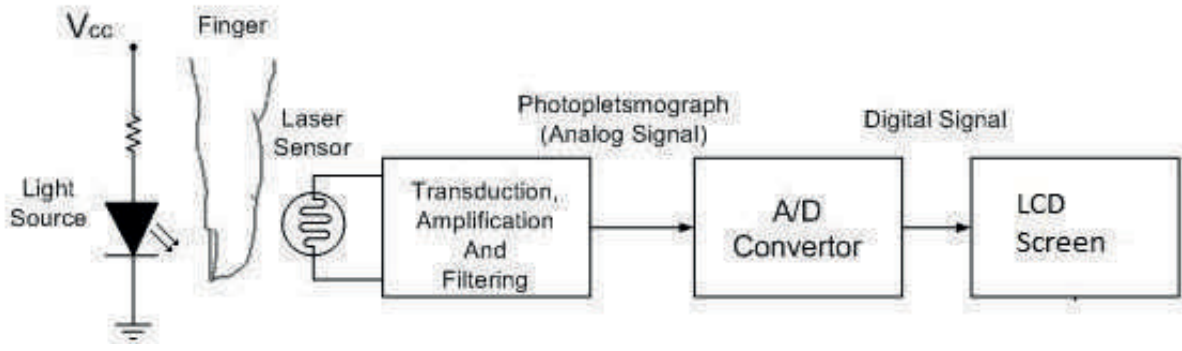 Vcc
Finger
Light
Source
Laser
Sensor
Transduction,
Amplification
And
Filtering
Photopletsmograph
(Analog Signal)
A/D
Convertor
Digital Signal
LCD
Screen